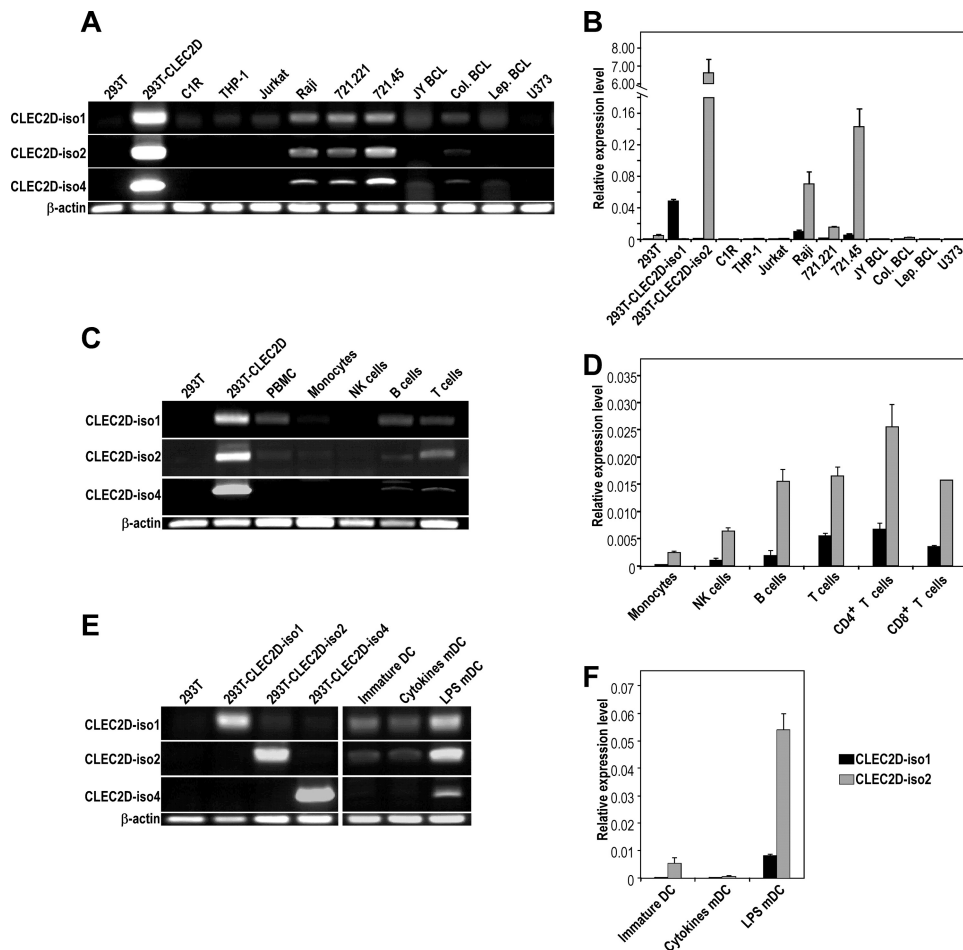 A
293T
293T-CLEC2D
C1R
THP-1
Jurkat
Raji
721.221
721.45
JY BCL
Col. BCL
Lep. BCL
U373
CLEC2D-iso1
CLEC2D-iso2
CLEC2D-iso4
β-actin
B
Relative expression level
8.00
6.00
0.16
0.12
0.08
0.04
0
293T
293T-CLEC2D-iso1
293T-CLEC2D-iso2
C1R
THP-1
Jurkat
Raji
721.221
721.45
JY BCL
Col. BCL
Lep. BCL
U373
C
293T
293T-CLEC2D
PBMC
Monocytes
NK cells
B cells
T cells
CLEC2D-iso1
CLEC2D-iso2
CLEC2D-iso4
β-actin
D
Relative expression level
0.035
0.030
0.025
0.020
0.015
0.010
0.005
0
Monocytes
NK cells
B cells
T cells
CD4+ T cells
CD8+ T cells
E
293T
293T-CLEC2D-iso1
293T-CLEC2D-iso2
293T-CLEC2D-iso4
Immature DC
Cytokines mDC
LPS mDC
CLEC2D-iso1
CLEC2D-iso2
CLEC2D-iso4
β-actin
F
Relative expression level
0.07
0.06
0.05
0.04
0.03
0.02
0.01
0
Immature DC
Cytokines mDC
LPS mDC
CLEC2D-iso1
CLEC2D-iso2